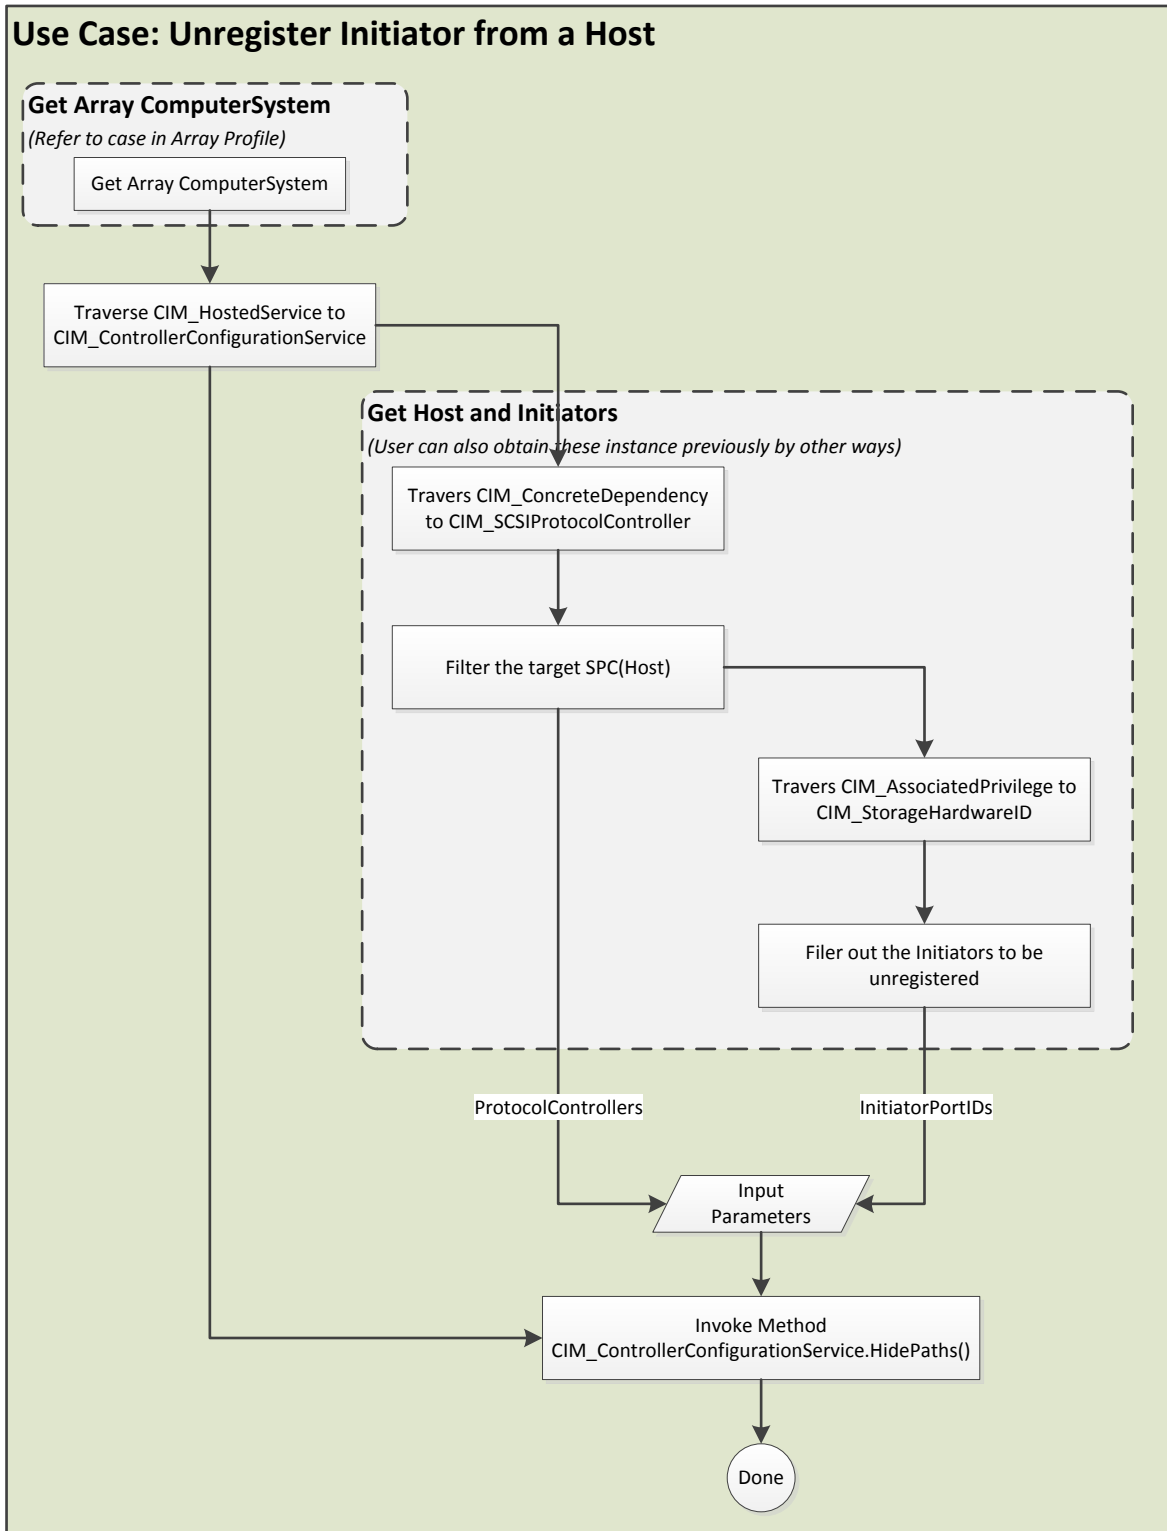 Use Case: Unregister Initiator from a Host
Get Array ComputerSystem
(Refer to case in Array Profile)
Get Array ComputerSystem
Traverse CIM_HostedService to
CIM_ControllerConfigurationService
Get Host and Initiators
(User can also obtain these instance previously by other ways)
Travers CIM_ConcreteDependency
to CIM_SCSIProtocolController
Filter the target SPC(Host)
Travers CIM_AssociatedPrivilege to
CIM_StorageHardwareID
Filer out the Initiators to be
unregistered
ProtocolControllers
InitiatorPortIDs
Input
Parameters
Invoke Method
CIM_ControllerConfigurationService.HidePaths()
Done